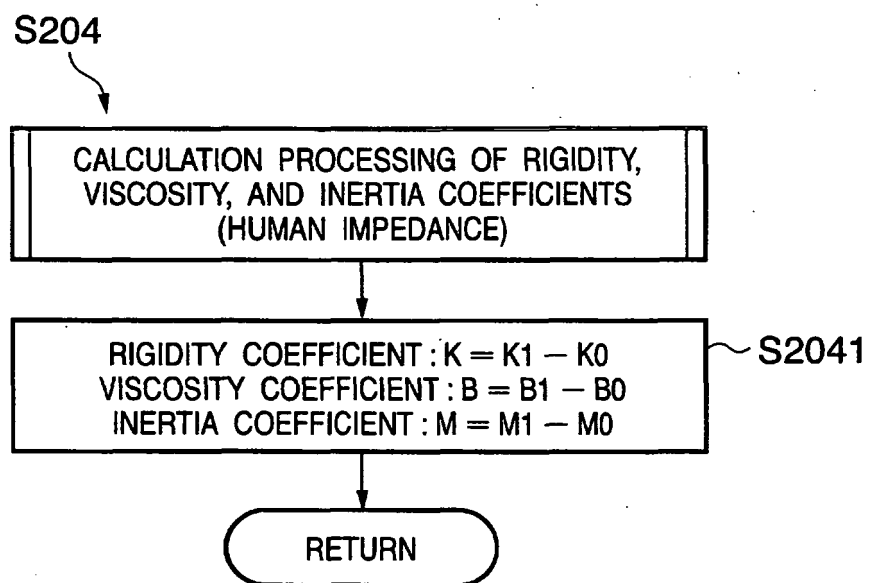 S204
CALCULATION PROCESSING OF RIGIDITY,
VISCOSITY, AND INERTIA COEFFICIENTS
(HUMAN IMPEDANCE)
RIGIDITY COEFFICIENT : K = K1 − K0
VISCOSITY COEFFICIENT : B = B1 − B0
INERTIA COEFFICIENT : M = M1 − M0
S2041
RETURN